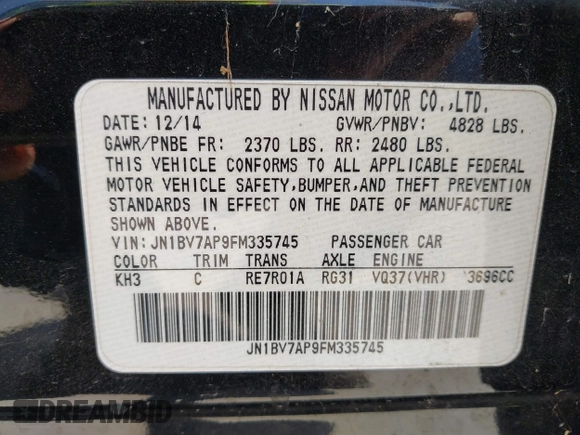 MANUFACTURED BY NISSAN MOTOR CO.,LTD.
DATE: 12/14 GVWR/PNBV: 4828 LBS.
GAWR/PNBE FR: 2370 LBS. RR: 2480 LBS.
THIS VEHICLE CONFORMS TO ALL APPLICABLE FEDERAL
MOTOR VEHICLE SAFETY,BUMPER,AND THEFT PREVENTION
STANDARDS IN EFFECT ON THE DATE OF MANUFACTURE
SHOWN ABOVE.
VIN: JN1BV7AP9FM335745 PASSENGER CAR
COLOR TRIM TRANS AXLE ENGINE
KH3 C RE7R01A RG31 VQ37(VHR) 3696CC
JN1BV7AP9FM335745
DREAMBID